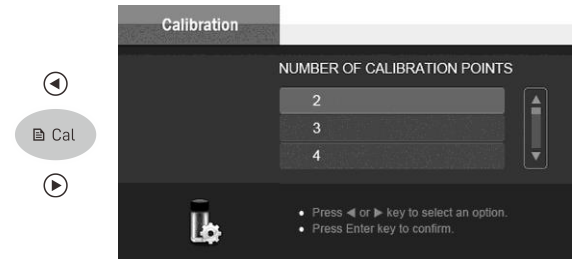 Calibration
NUMBER OF CALIBRATION POINTS
2
3
4
Cal
• Press ◀ or ▶ key to select an option.
• Press Enter key to confirm.